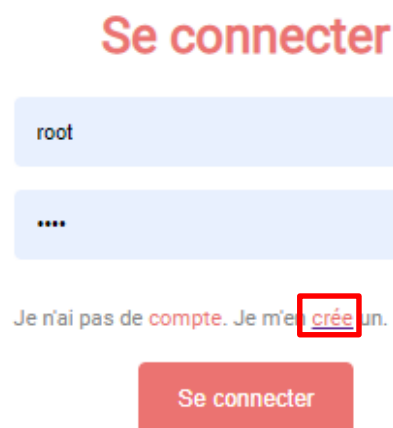 Se connecter
root
••••
Je n'ai pas de compte. Je m'en crée un.
Se connecter